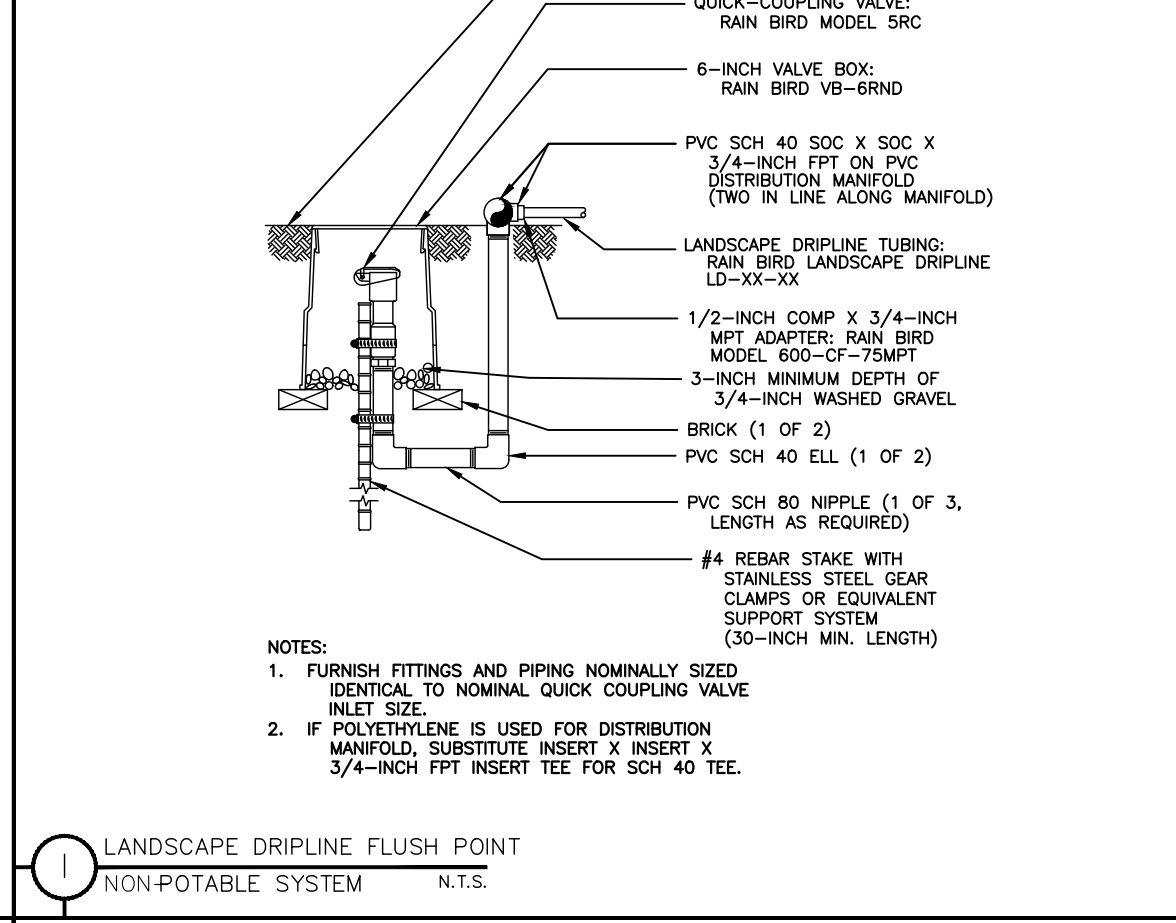 QUICK-COUPLING VALVE:
RAIN BIRD MODEL 5RC
6-INCH VALVE BOX:
RAIN BIRD VB-6RND
PVC SCH 40 SOC X SOC X
3/4-INCH FPT ON PVC
DISTRIBUTION MANIFOLD
(TWO IN LINE ALONG MANIFOLD)
LANDSCAPE DRIPLINE TUBING:
RAIN BIRD LANDSCAPE DRIPLINE
LD-XX-XX
1/2-INCH COMP X 3/4-INCH
MPT ADAPTER: RAIN BIRD
MODEL 600-CF-75MPT
3-INCH MINIMUM DEPTH OF
3/4-INCH WASHED GRAVEL
BRICK (1 OF 2)
PVC SCH 40 ELL (1 OF 2)
PVC SCH 80 NIPPLE (1 OF 3,
LENGTH AS REQUIRED)
#4 REBAR STAKE WITH
STAINLESS STEEL GEAR
CLAMPS OR EQUIVALENT
SUPPORT SYSTEM
(30-INCH MIN. LENGTH)
NOTES:
1. FURNISH FITTINGS AND PIPING NOMINALLY SIZED
IDENTICAL TO NOMINAL QUICK COUPLING VALVE
INLET SIZE.
2. IF POLYETHYLENE IS USED FOR DISTRIBUTION
MANIFOLD, SUBSTITUTE INSERT X INSERT X
3/4-INCH FPT INSERT TEE FOR SCH 40 TEE.
I
LANDSCAPE DRIPLINE FLUSH POINT
NON-POTABLE SYSTEM N.T.S.